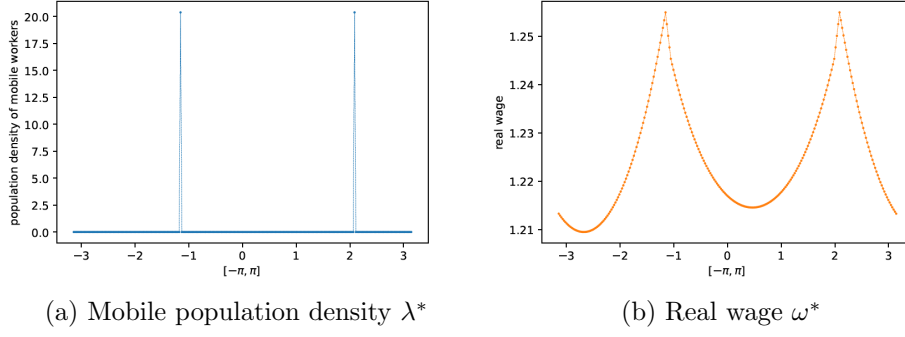 population density of mobile workers
20.0
17.5
15.0
12.5
10.0
7.5
5.0
2.5
0.0
−3 −2 −1 0 1 2 3
[−π, π]
(a) Mobile population density λ*
real wage
1.25
1.24
1.23
1.22
1.21
−3 −2 −1 0 1 2 3
[−π, π]
(b) Real wage ω*